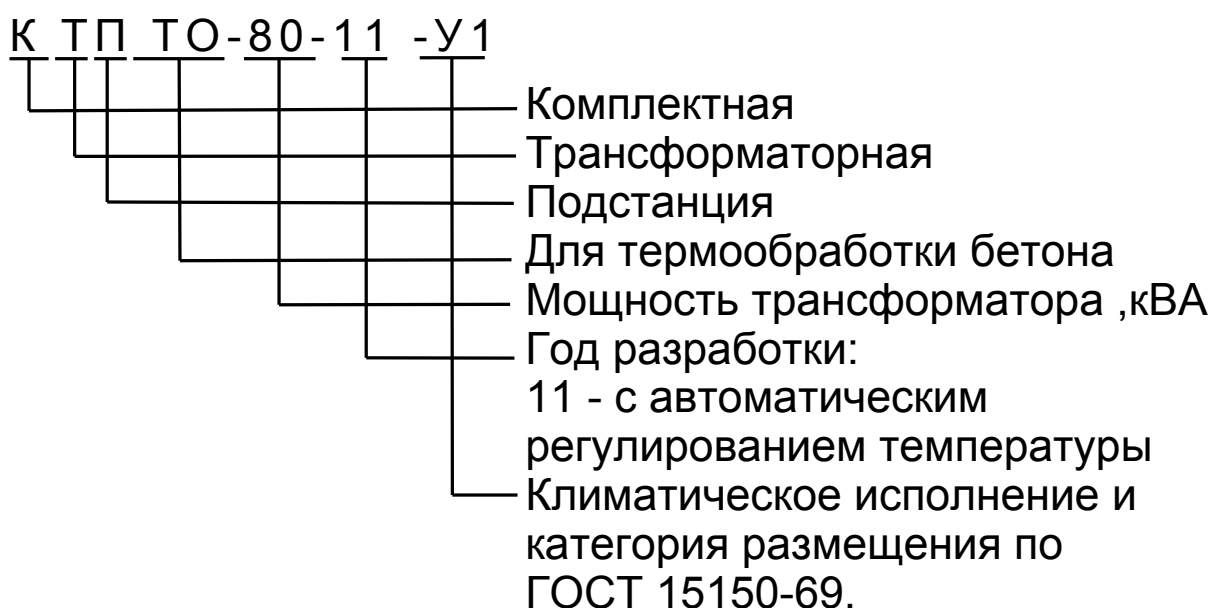 К ТП ТО-80-11 -У1
Комплектная
Трансформаторная
Подстанция
Для термообработки бетона
Мощность трансформатора ,кВА
Год разработки:
11 - с автоматическим
регулированием температуры
Климатическое исполнение и
категория размещения по
ГОСТ 15150-69.